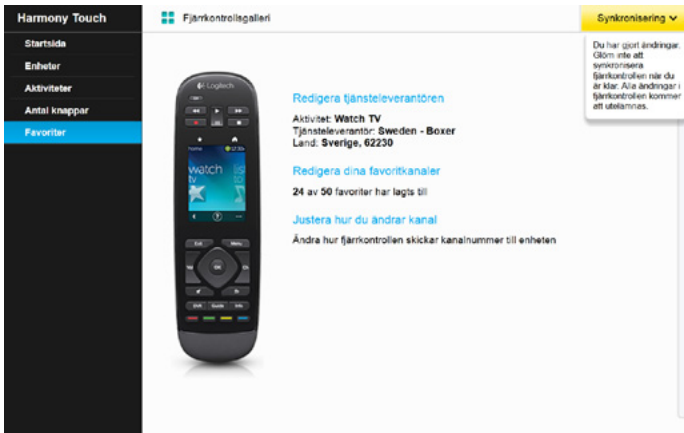 Harmony Touch
Fjärrkontrollsgalleri
Synkronisering
Startsida
Enheter
Aktiviteter
Antal knappar
Favoriter
Du har gjort ändringar.
Glöm inte att
synkronisera
fjärrkontrollen när du
är klar. Alla ändringar i
fjärrkontrollen kommer
att utelämnas.
Logitech
home
watch
tv
Exit
Menu
OK
DVR
Guide
Info
Redigera tjänsteleverantören
Aktivitet: Watch TV
Tjänsteleverantör: Sweden - Boxer
Land: Sverige, 62230
Redigera dina favoritkanaler
24 av 50 favoriter har lagts till
Justera hur du ändrar kanal
Ändra hur fjärrkontrollen skickar kanalnummer till enheten